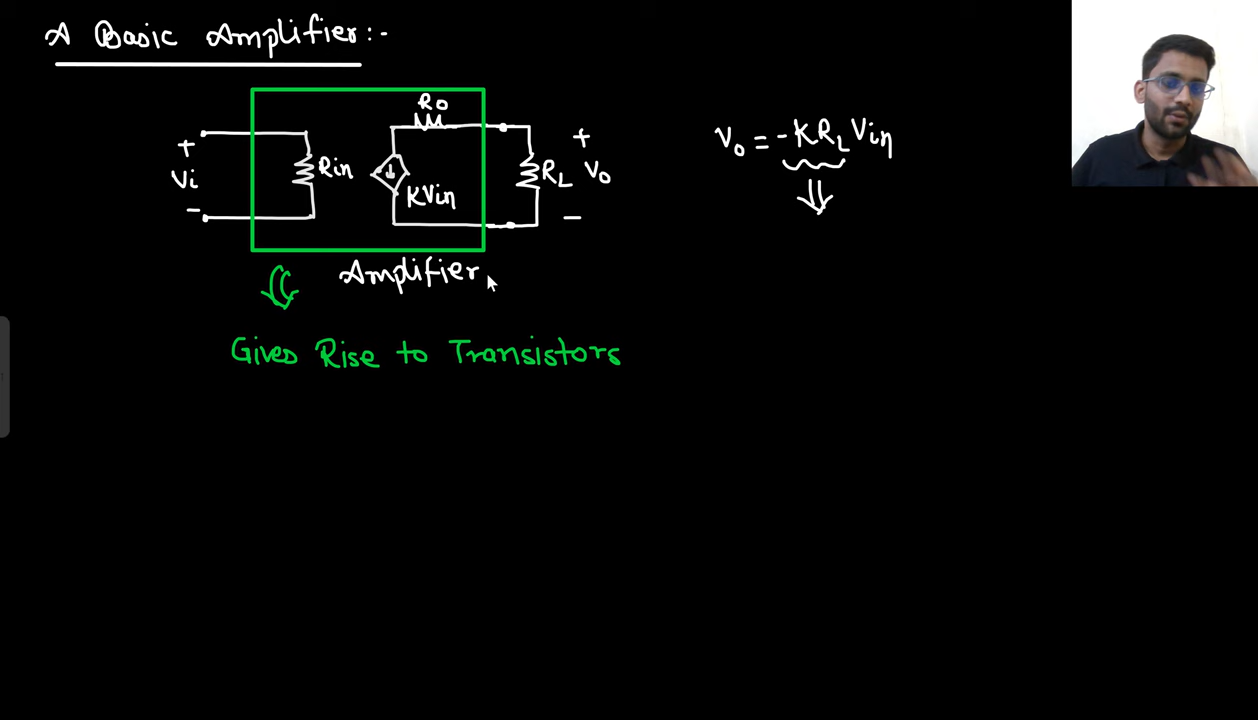 A Basic Amplifier:-
Ro
+
Vi
-
Rin
KVin
RL
+
Vo
-
Vo = -KRL Vin
Amplifier
Gives Rise to Transistors